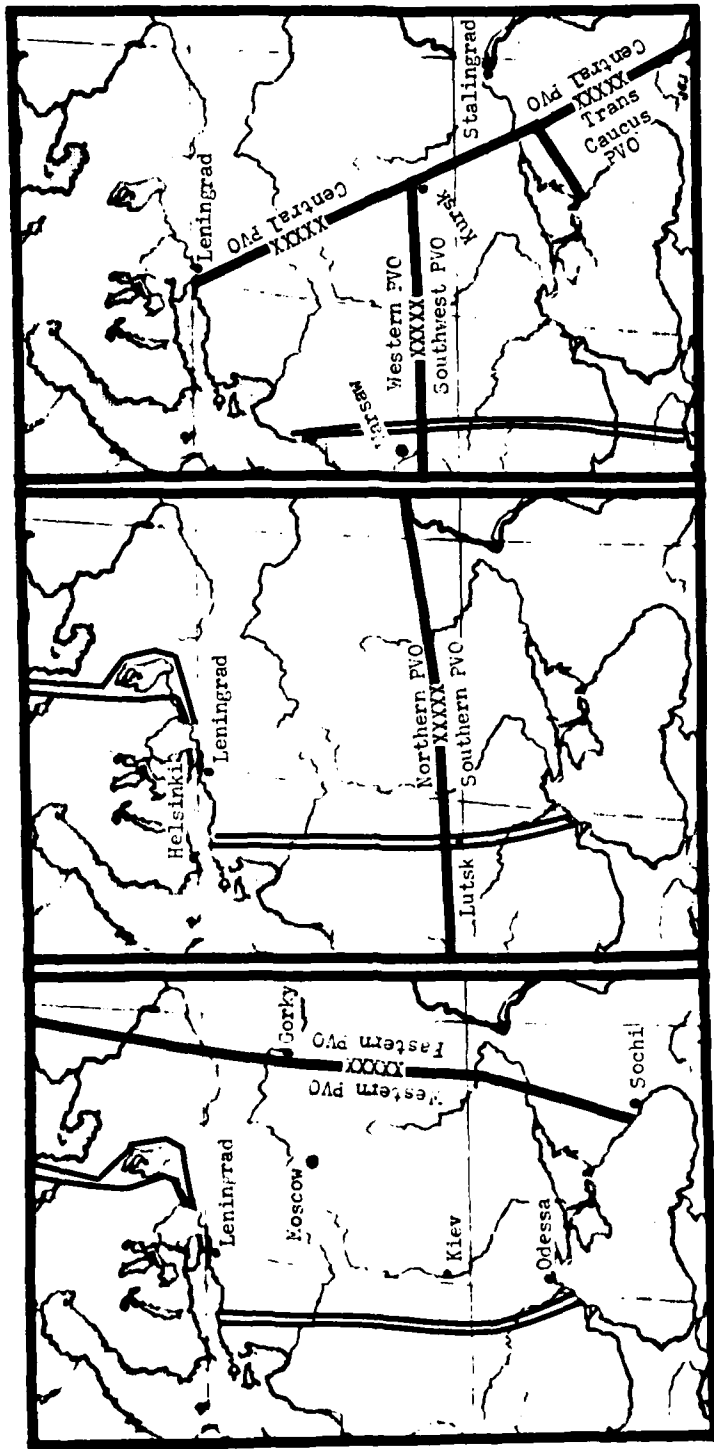 Leningrad
Moscow
Gorky
Western PVO
XXXXX
Eastern PVO
Kiev
Odessa
Sochi
Helsinki
Leningrad
Northern PVO
XXXXX
Southern PVO
Lutsk
Leningrad
Central PVO
XXXXX
Warsaw
Western PVO
XXXXX
Southwest PVO
Kursk
Stalingrad
Central PVO
XXXXX
Trans
Caucus
PVO